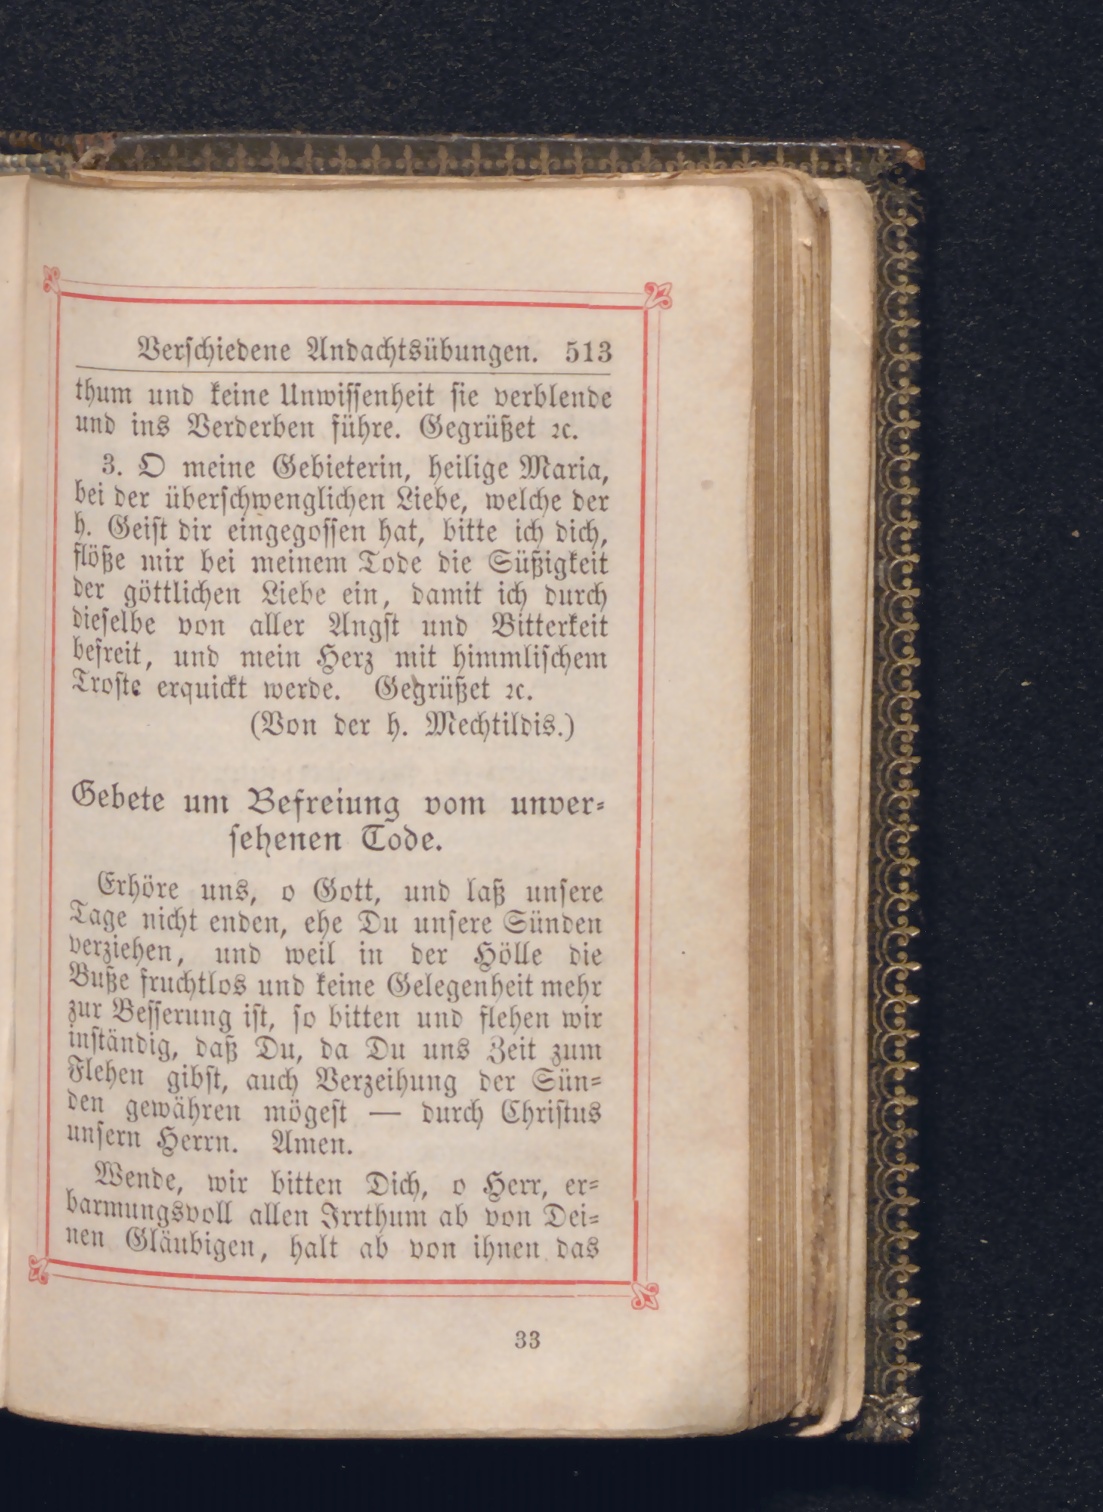 Verschiedene Andachtsübungen. 513
thum und keine Unwissenheit sie verblende
und ins Verderben führe. Gegrüßet ꝛc.
3. O meine Gebieterin, heilige Maria,
bei der überschwenglichen Liebe, welche der
h. Geist dir eingegossen hat, bitte ich dich,
flöße mir bei meinem Tode die Süßigkeit
der göttlichen Liebe ein, damit ich durch
dieselbe von aller Angst und Bitterkeit
befreit, und mein Herz mit himmlischem
Troste erquickt werde. Gegrüßet ꝛc.
(Von der h. Mechtildis.)
Gebete um Befreiung vom unver-
sehenen Tode.
Erhöre uns, o Gott, und laß unsere
Tage nicht enden, ehe Du unsere Sünden
verziehen, und weil in der Hölle die
Buße fruchtlos und keine Gelegenheit mehr
zur Besserung ist, so bitten und flehen wir
inständig, daß Du, da Du uns Zeit zum
Flehen gibst, auch Verzeihung der Sün-
den gewähren mögest — durch Christus
unsern Herrn. Amen.
Wende, wir bitten Dich, o Herr, er-
barmungsvoll allen Irrthum ab von Dei-
nen Gläubigen, halt ab von ihnen das
33